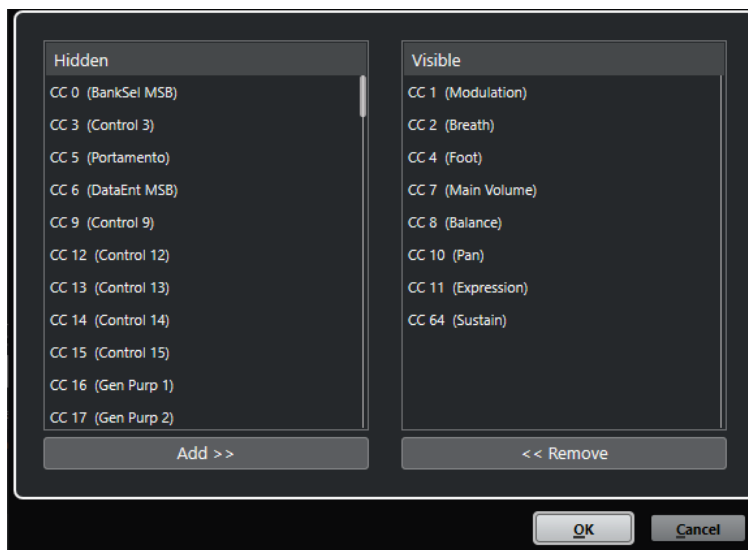 Hidden
CC 0 (BankSel MSB)
CC 3 (Control 3)
CC 5 (Portamento)
CC 6 (DataEnt MSB)
CC 9 (Control 9)
CC 12 (Control 12)
CC 13 (Control 13)
CC 14 (Control 14)
CC 15 (Control 15)
CC 16 (Gen Purp 1)
CC 17 (Gen Purp 2)
Add >>
Visible
CC 1 (Modulation)
CC 2 (Breath)
CC 4 (Foot)
CC 7 (Main Volume)
CC 8 (Balance)
CC 10 (Pan)
CC 11 (Expression)
CC 64 (Sustain)
<< Remove
OK
Cancel